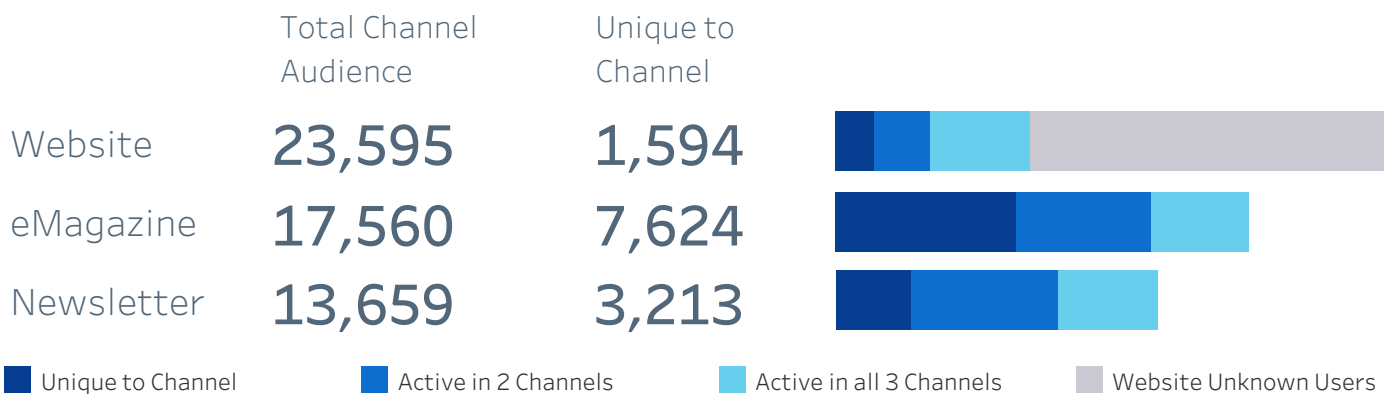 Total Channel
Audience
Unique to
Channel
Website 23,595 1,594
eMagazine 17,560 7,624
Newsletter 13,659 3,213
Unique to Channel Active in 2 Channels Active in all 3 Channels Website Unknown Users